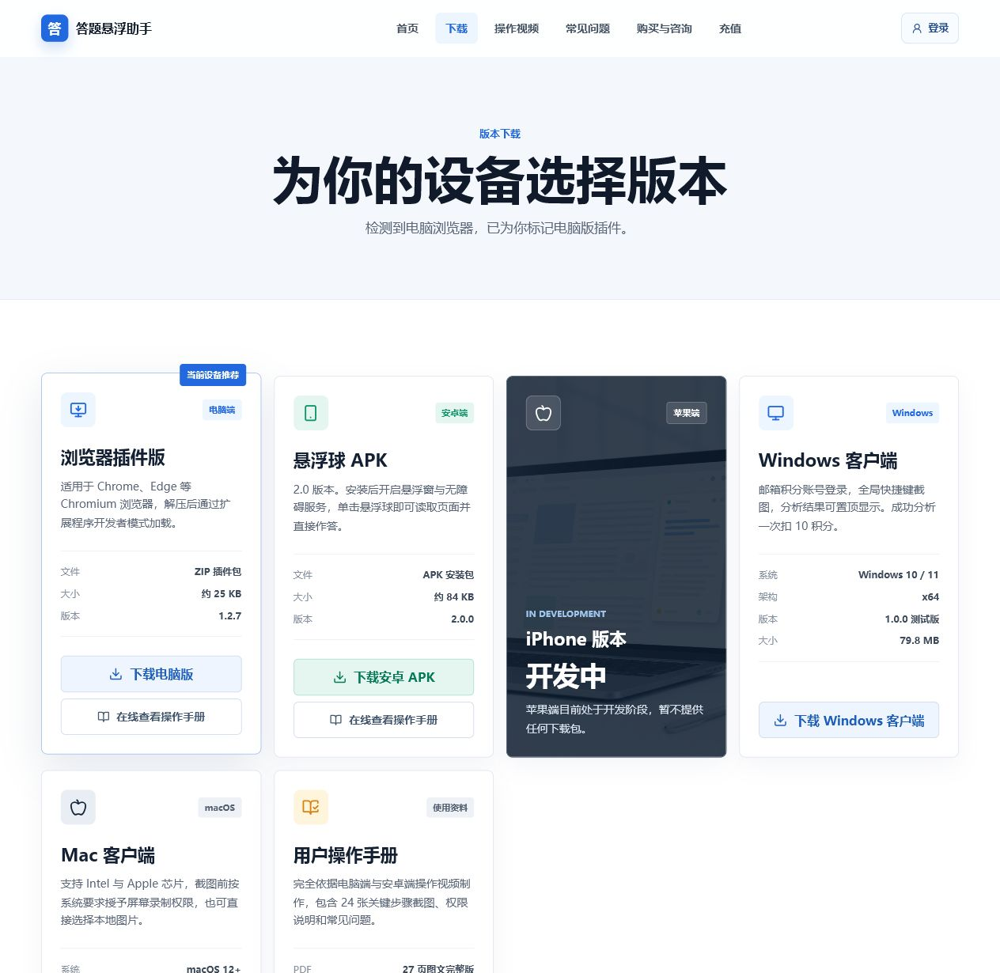 答 答题悬浮助手
首页 下载 操作视频 常见问题 购买与咨询 充值
登录
版本下载
为你的设备选择版本
检测到电脑浏览器，已为你标记电脑版插件。
当前设备推荐
电脑端
浏览器插件版
适用于 Chrome、Edge 等
Chromium 浏览器，解压后通过扩
展程序开发者模式加载。
文件 ZIP 插件包
大小 约 25 KB
版本 1.2.7
下载电脑版
在线查看操作手册
安卓端
悬浮球 APK
2.0 版本。安装后开启悬浮窗与无障
碍服务，单击悬浮球即可读取页面并
直接作答。
文件 APK 安装包
大小 约 84 KB
版本 2.0.0
下载安卓 APK
在线查看操作手册
苹果端
IN DEVELOPMENT
iPhone 版本
开发中
苹果端目前处于开发阶段，暂不提供
任何下载包。
Windows
Windows 客户端
邮箱积分账号登录，全局快捷键截
图，分析结果可置顶显示。成功分析
一次扣 10 积分。
系统 Windows 10 / 11
架构 x64
版本 1.0.0 测试版
大小 79.8 MB
下载 Windows 客户端
macOS
Mac 客户端
支持 Intel 与 Apple 芯片，截图前按
系统要求授予屏幕录制权限，也可直
接选择本地图片。
系统 macOS 12+
使用资料
用户操作手册
完全依据电脑端与安卓端操作视频制
作，包含 24 张关键步骤截图、权限
说明和常见问题。
PDF 27 页图文完整版